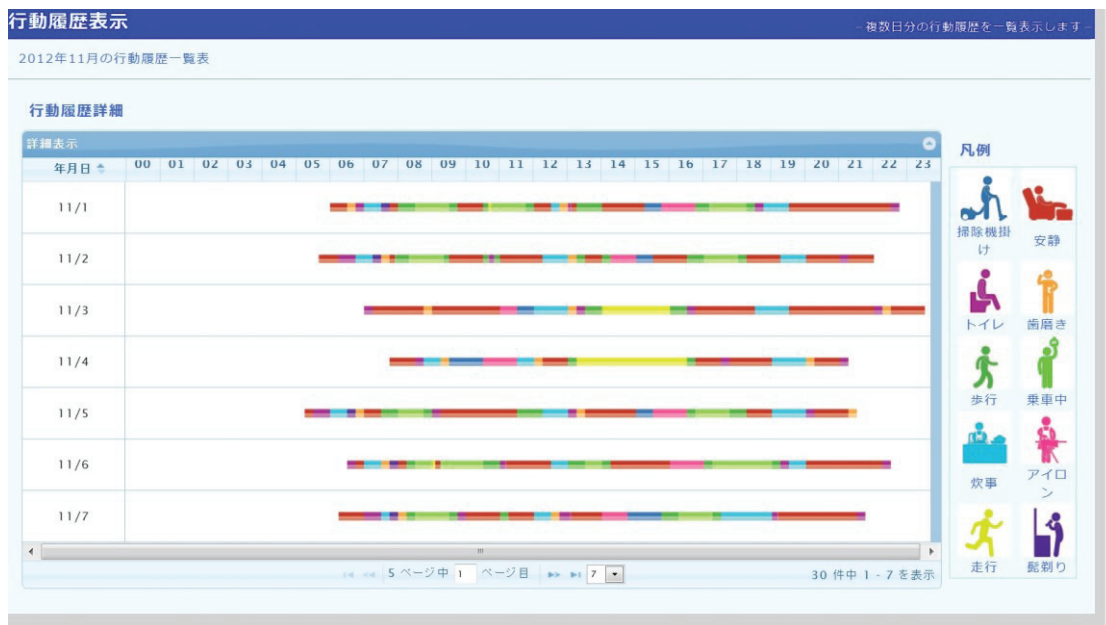 行動履歴表示
- 複数日分の行動履歴を一覧表示します -
2012年11月の行動履歴一覧表
行動履歴詳細
詳細表示
年月日 00 01 02 03 04 05 06 07 08 09 10 11 12 13 14 15 16 17 18 19 20 21 22 23
11/1
11/2
11/3
11/4
11/5
11/6
11/7
5 ページ中 1 ページ目 7
30 件中 1 - 7 を表示
凡例
掃除機掛
け
安静
トイレ
歯磨き
歩行
乗車中
炊事
アイロ
ン
走行
髭剃り